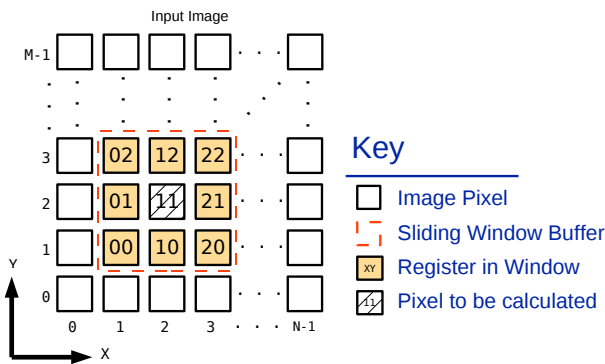 Input Image
M-1
3 02 12 22
2 01 11 21
1 00 10 20
0
Y
0 1 2 3 N-1
X
Key
Image Pixel
Sliding Window Buffer
XY Register in Window
11 Pixel to be calculated